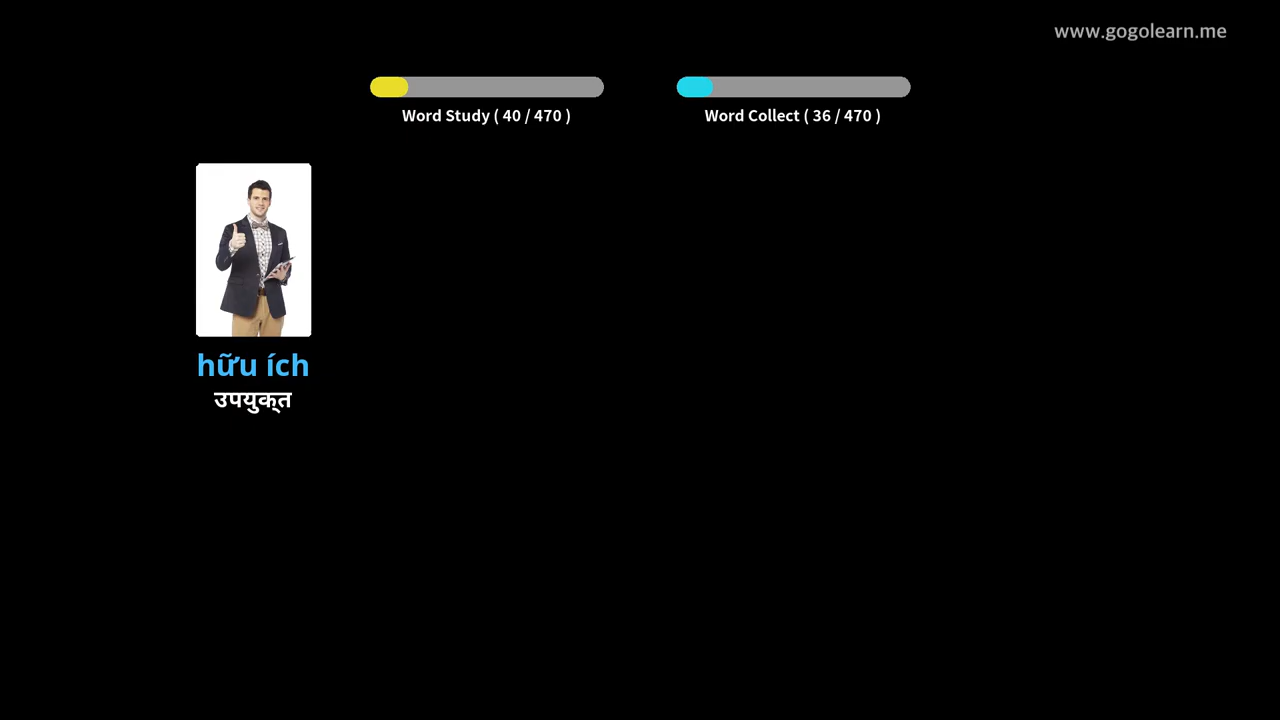 www.gogolearn.me
Word Study ( 40 / 470 )
Word Collect ( 36 / 470 )
hữu ích
उपयुक्त